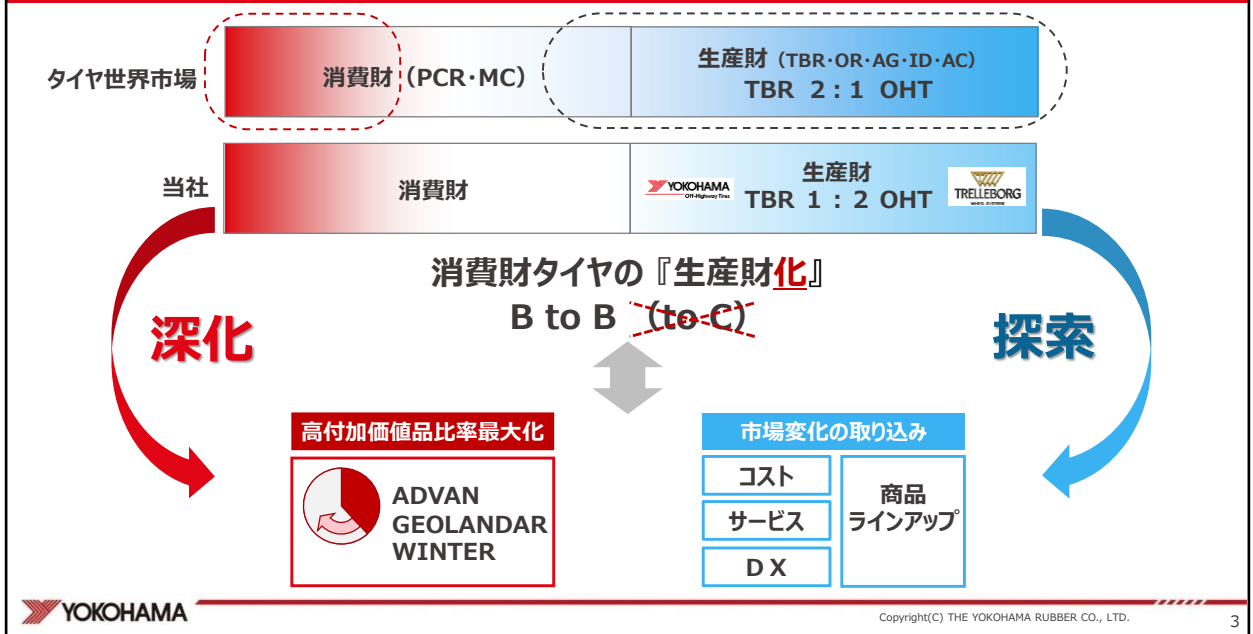 タイヤ世界市場
消費財（PCR・MC）
生産財（TBR・OR・AG・ID・AC）
TBR 2：1 OHT
当社
消費財
YOKOHAMA
Off-Highway Tires
生産財
TBR 1：2 OHT
TRELLEBORG
WHEEL SYSTEMS
消費財タイヤの『生産財化』
B to B （to C）
深化
探索
高付加価値品比率最大化
ADVAN
GEOLANDAR
WINTER
市場変化の取り込み
コスト
サービス
DX
商品
ラインアップ
YOKOHAMA
Copyright(C) THE YOKOHAMA RUBBER CO., LTD.
3